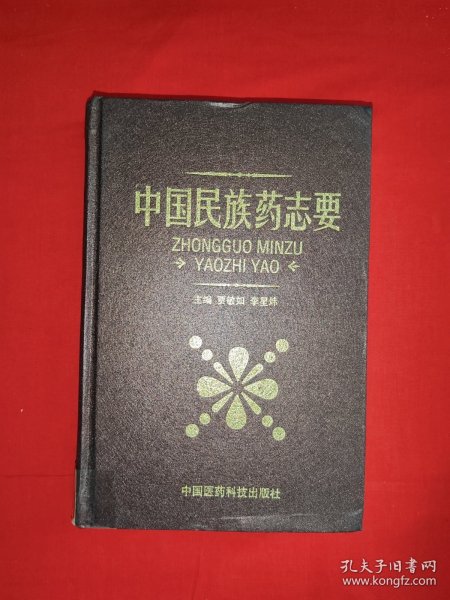 中国民族药志要
ZHONGGUO MINZU
YAOZHI YAO
主编 贾敏如 李星炜
中国医药科技出版社
孔夫子旧书网
www.kongfz.com